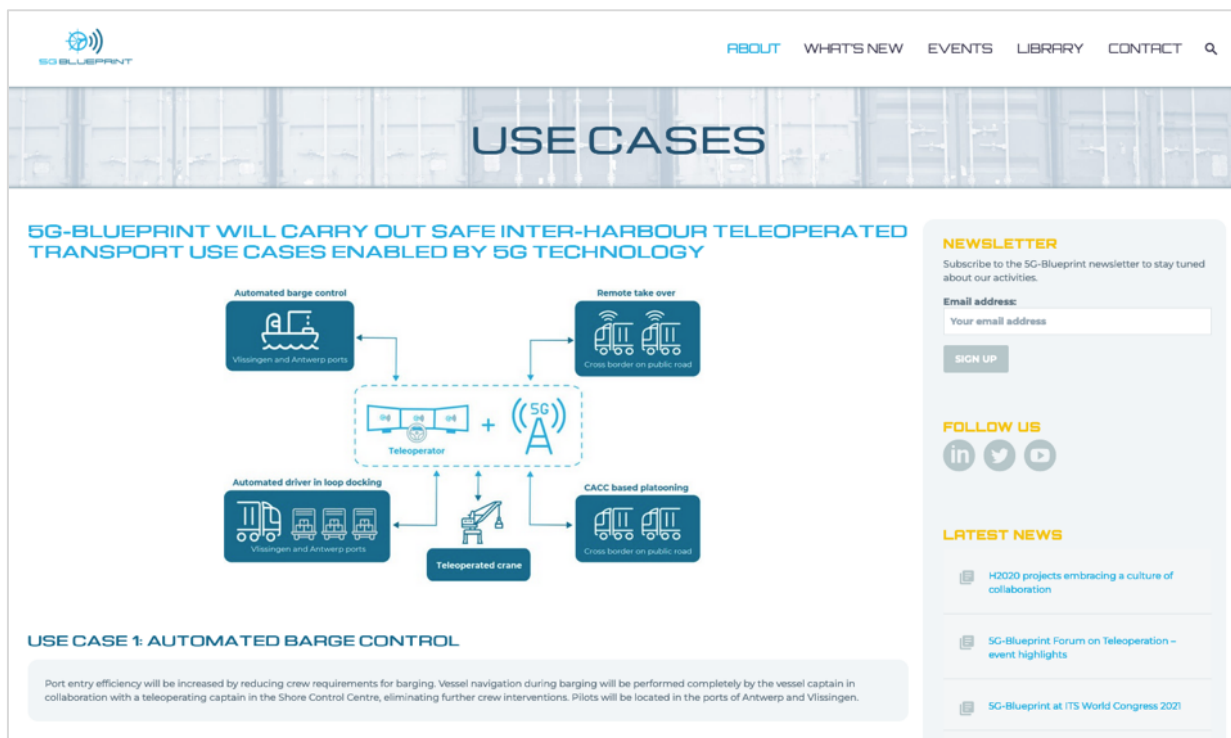 5G BLUEPRINT
ABOUT WHAT'S NEW EVENTS LIBRARY CONTACT
USE CASES
5G-BLUEPRINT WILL CARRY OUT SAFE INTER-HARBOUR TELEOPERATED
TRANSPORT USE CASES ENABLED BY 5G TECHNOLOGY
Automated barge control
Vlissingen and Antwerp ports
Remote take over
Cross border on public road
Teleoperator
+
5G
Automated driver in loop docking
Vlissingen and Antwerp ports
Teleoperated crane
CACC based platooning
Cross border on public road
USE CASE 1: AUTOMATED BARGE CONTROL
Port entry efficiency will be increased by reducing crew requirements for barging. Vessel navigation during barging will be performed completely by the vessel captain in
collaboration with a teleoperating captain in the Shore Control Centre, eliminating further crew interventions. Pilots will be located in the ports of Antwerp and Vlissingen.
NEWSLETTER
Subscribe to the 5G-Blueprint newsletter to stay tuned
about our activities.
Email address:
Your email address
SIGN UP
FOLLOW US
in
LATEST NEWS
H2020 projects embracing a culture of
collaboration
5G-Blueprint Forum on Teleoperation –
event highlights
5G-Blueprint at ITS World Congress 2021